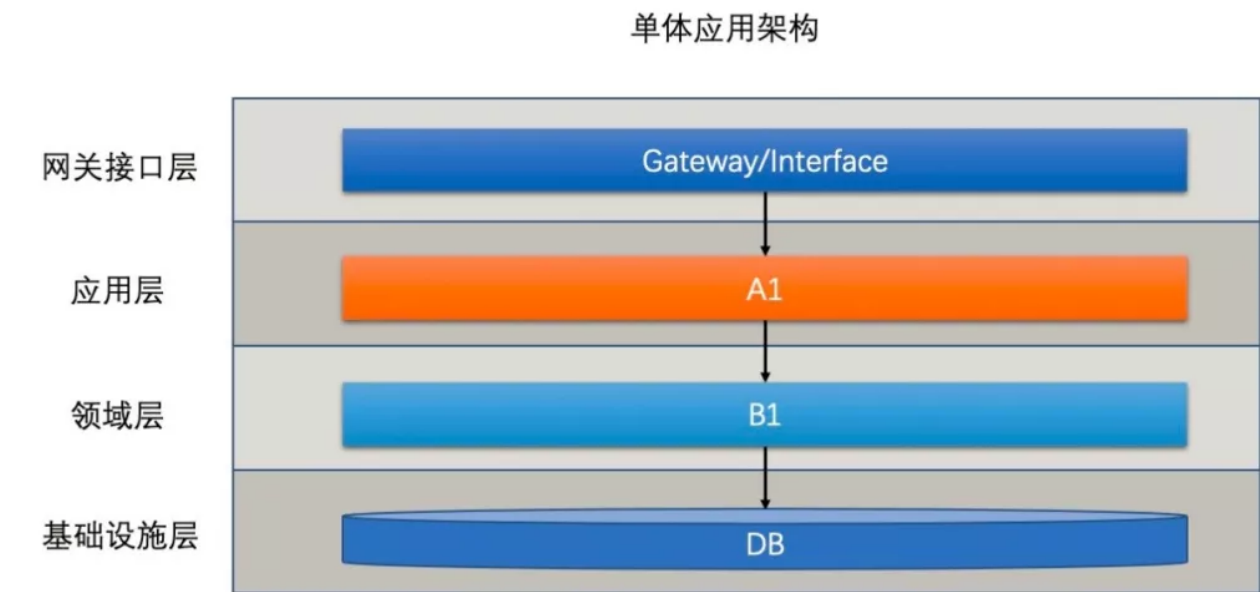 单体应用架构
网关接口层
Gateway/Interface
应用层
A1
领域层
B1
基础设施层
DB